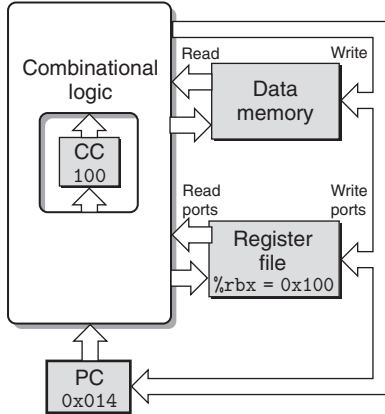 Read
Write
Combinational
logic
Data
memory
CC
100
Read
ports
Write
ports
Register
file
%rbx = 0x100
PC
0x014